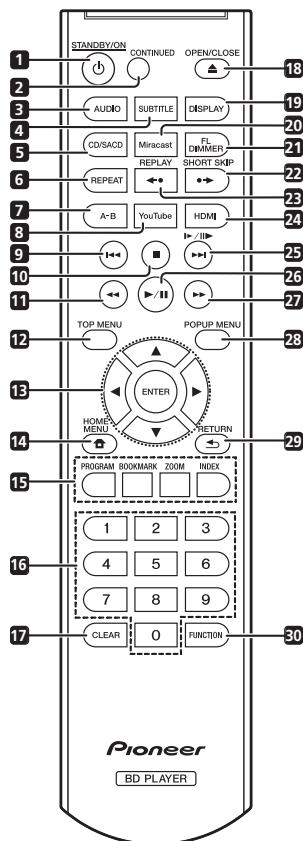 STANDBY/ON
CONTINUED
OPEN/CLOSE
1
2
18
3
AUDIO
SUBTITLE
DISPLAY
19
4
20
5
CD/SACD
Miracast
FL DIMMER
21
REPLAY
SHORT SKIP
22
6
REPEAT
23
7
A-B
YouTube
HDMI
24
8
9
25
10
26
11
27
TOP MENU
POPUP MENU
12
28
13
ENTER
HOME MENU
RETURN
14
29
PROGRAM
BOOKMARK
ZOOM
INDEX
15
1
2
3
16
4
5
6
7
8
9
17
CLEAR
0
FUNCTION
30
Pioneer
BD PLAYER